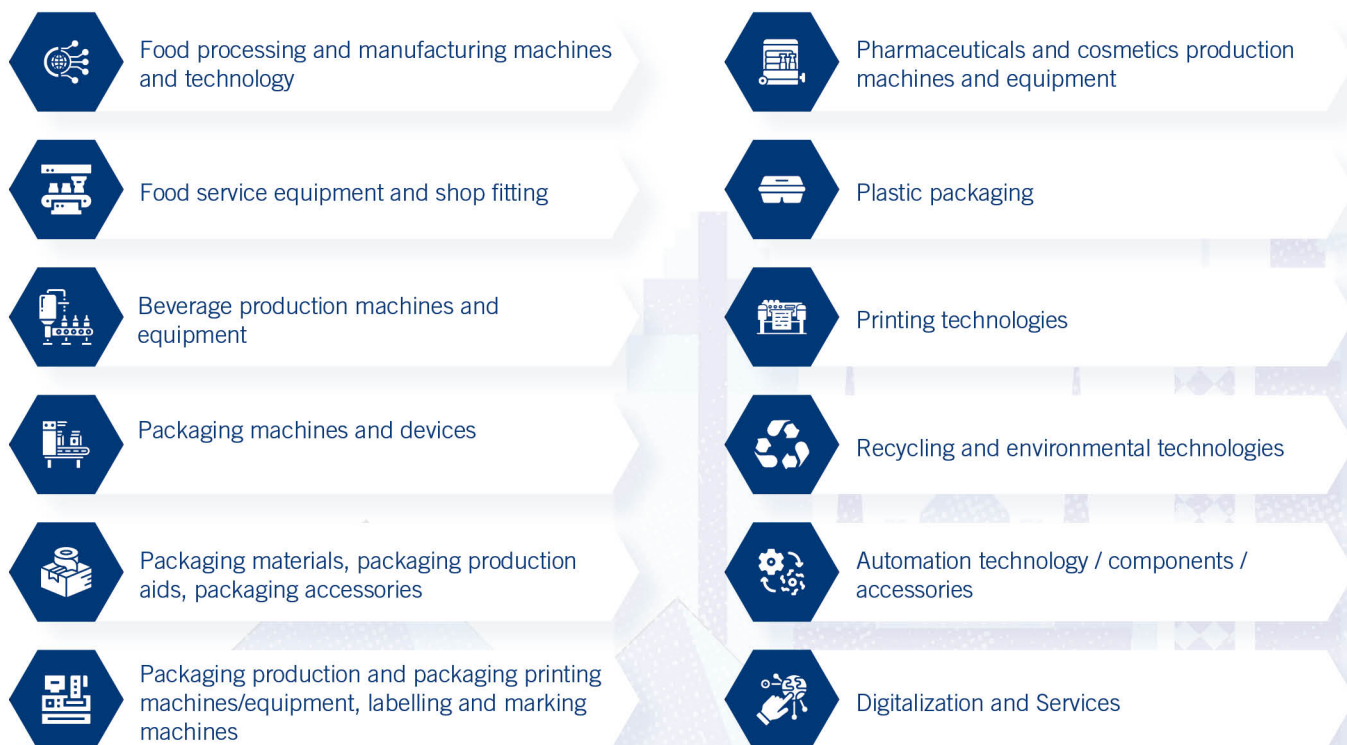 Food processing and manufacturing machines
and technology
Food service equipment and shop fitting
Beverage production machines and
equipment
Packaging machines and devices
Packaging materials, packaging production
aids, packaging accessories
Packaging production and packaging printing
machines/equipment, labelling and marking
machines
Pharmaceuticals and cosmetics production
machines and equipment
Plastic packaging
Printing technologies
Recycling and environmental technologies
Automation technology / components /
accessories
Digitalization and Services